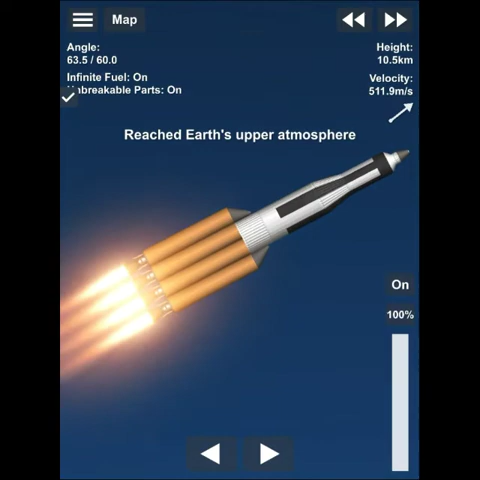 Map
Angle:
63.5 / 60.0
Infinite Fuel: On
Unbreakable Parts: On
Height:
10.5km
Velocity:
511.9m/s
Reached Earth's upper atmosphere
On
100%